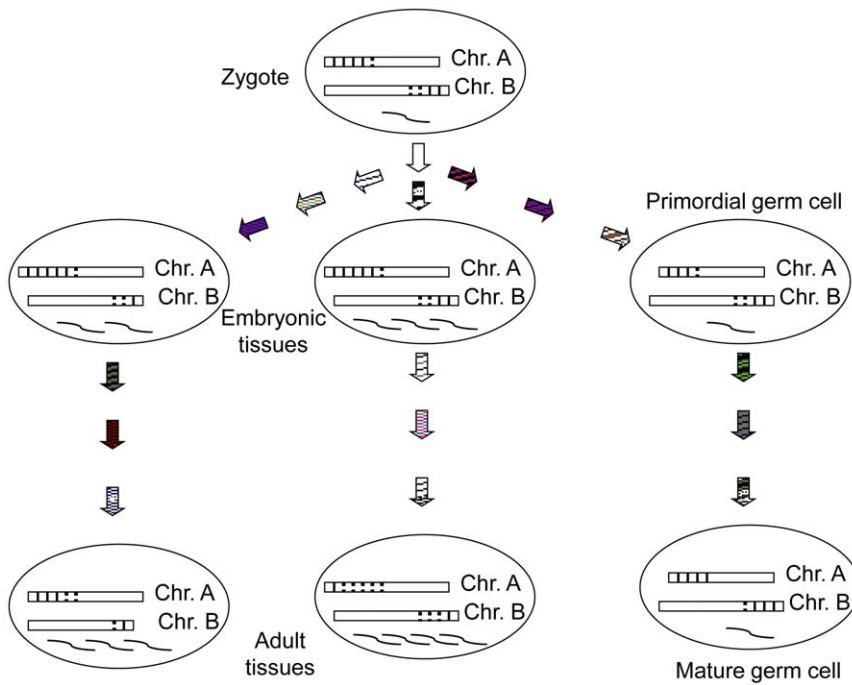 Chr. A
Zygote
Chr. B
Primordial germ cell
Chr. A
Chr. B
Chr. A
Chr. B
Chr. A
Chr. B
Embryonic
tissues
Chr. A
Chr. B
Chr. A
Chr. B
Chr. A
Chr. B
Adult
tissues
Mature germ cell